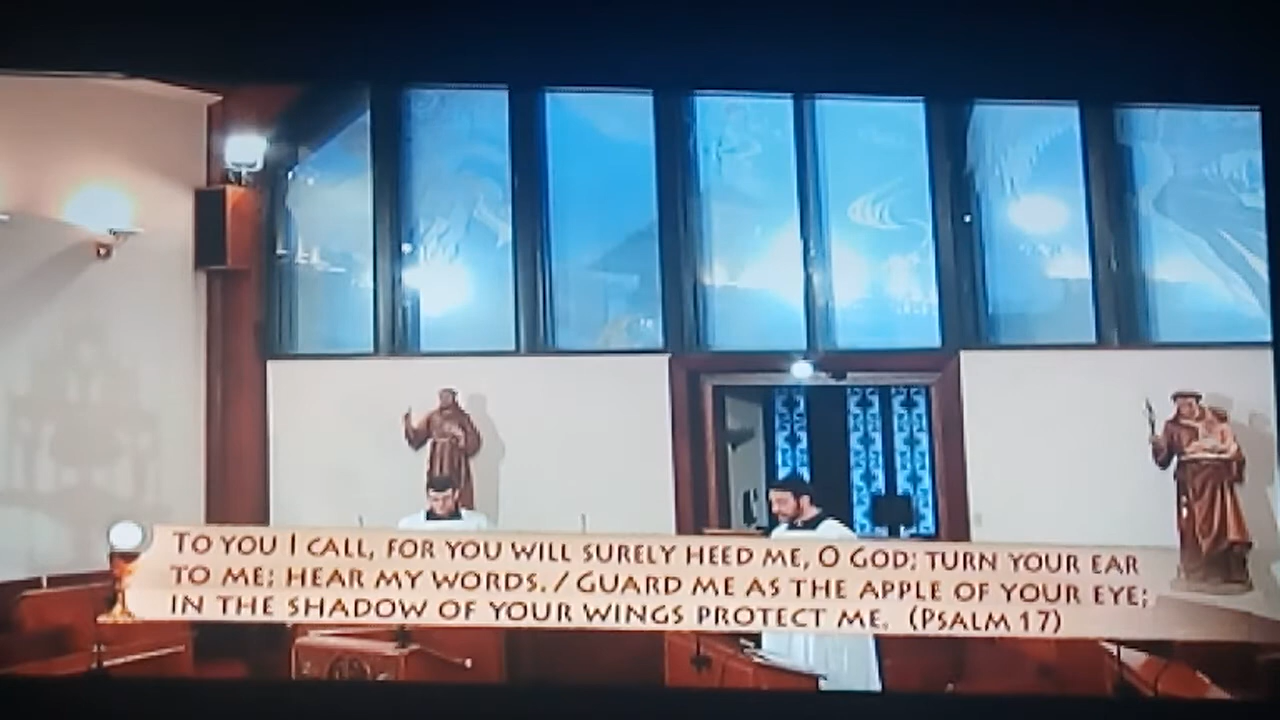 TO YOU I CALL, FOR YOU WILL SURELY HEED ME, O GOD; TURN YOUR EAR
TO ME; HEAR MY WORDS. / GUARD ME AS THE APPLE OF YOUR EYE;
IN THE SHADOW OF YOUR WINGS PROTECT ME. (PSALM 17)